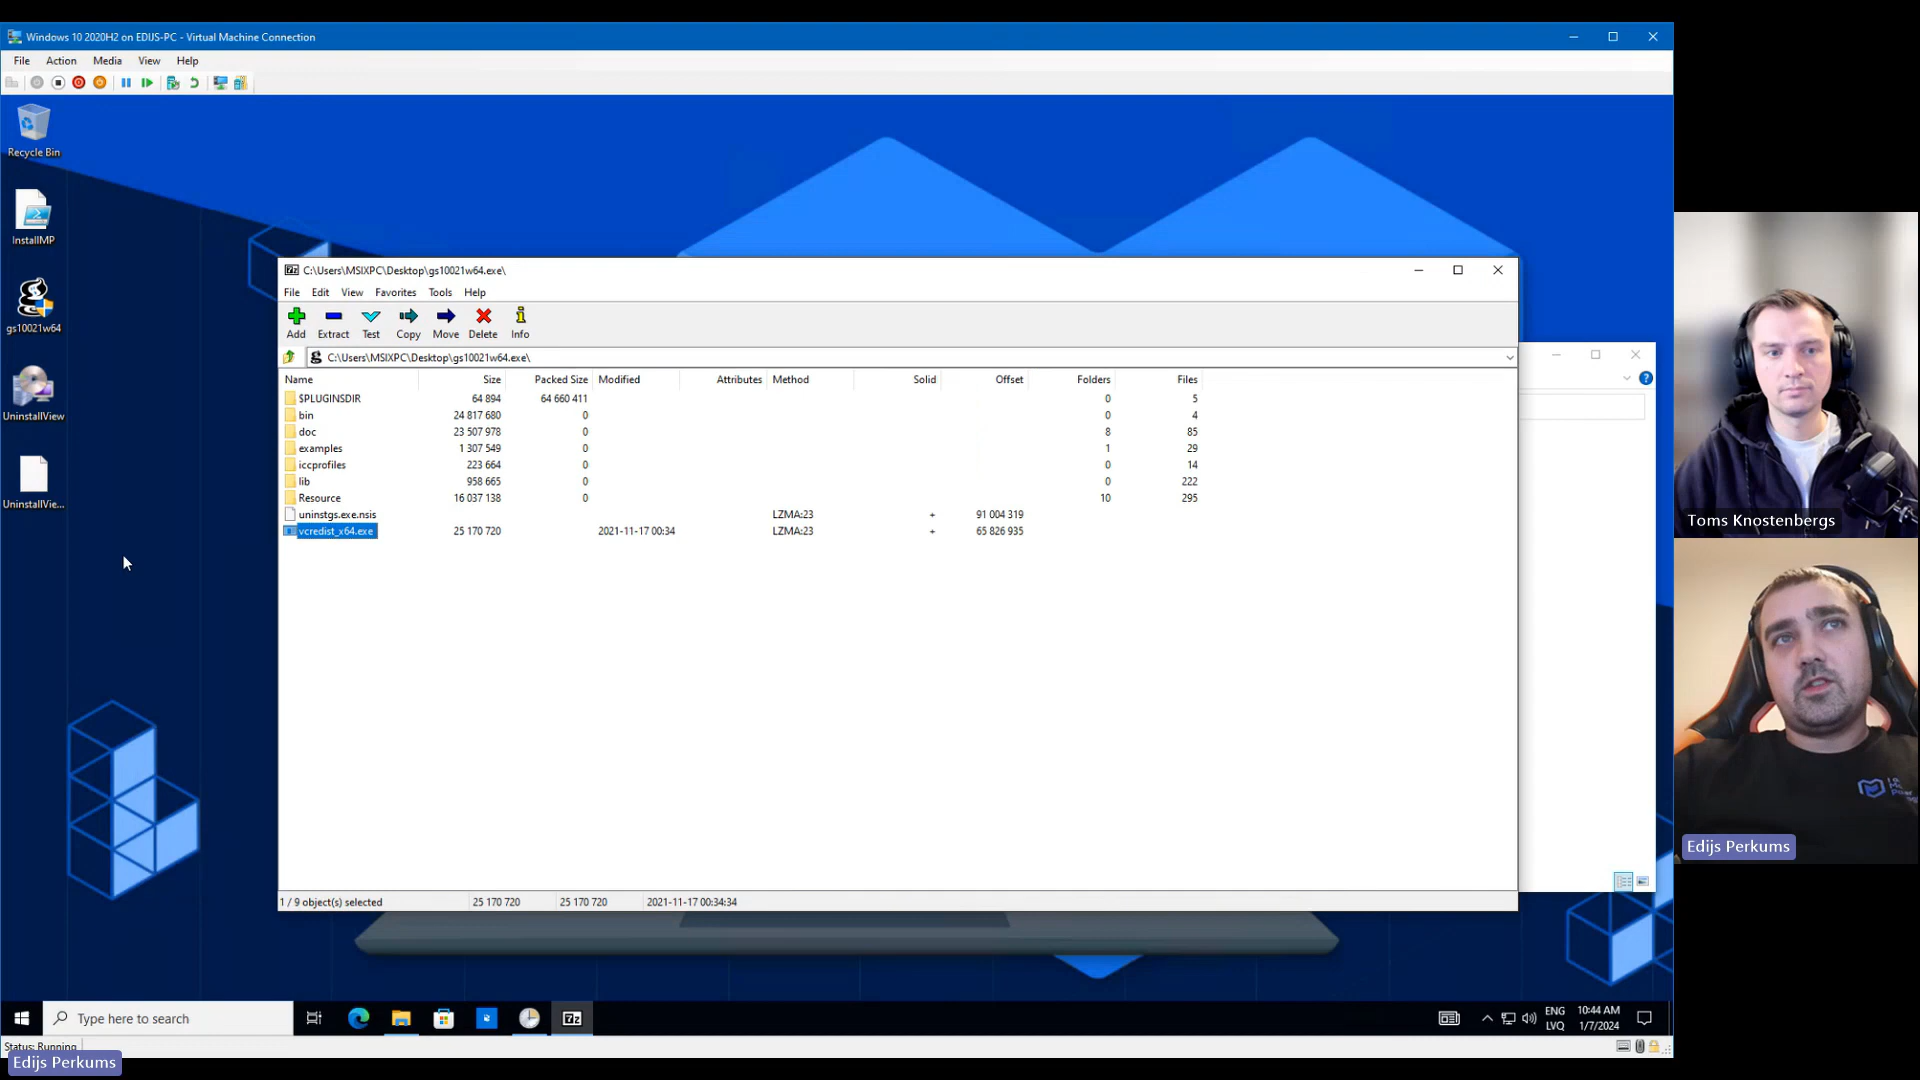 Windows 10 2020H2 on EDIJS-PC - Virtual Machine Connection
File Action Media View Help
Recycle Bin
InstallMP
gs10021w64
UninstallView
UninstallVie...
C:\Users\MSIXPC\Desktop\gs10021w64.exe\
File Edit View Favorites Tools Help
Add Extract Test Copy Move Delete Info
C:\Users\MSIXPC\Desktop\gs10021w64.exe\
Name Size Packed Size Modified Attributes Method Solid Offset Folders Files
$PLUGINSDIR 64 894 64 660 411 0 5
bin 24 817 680 0 0 4
doc 23 507 978 0 8 85
examples 1 307 549 0 1 29
iccprofiles 223 664 0 0 14
lib 958 665 0 0 222
Resource 16 037 138 0 10 295
uninstgs.exe.nsis LZMA:23 + 91 004 319
vcredist_x64.exe 25 170 720 2021-11-17 00:34 LZMA:23 + 65 826 935
1 / 9 object(s) selected 25 170 720 25 170 720 2021-11-17 00:34:34
Toms Knostenbergs
Edijs Perkums
Type here to search
7z
ENG
LVQ
10:44 AM
1/7/2024
Status: Running
Edijs Perkums